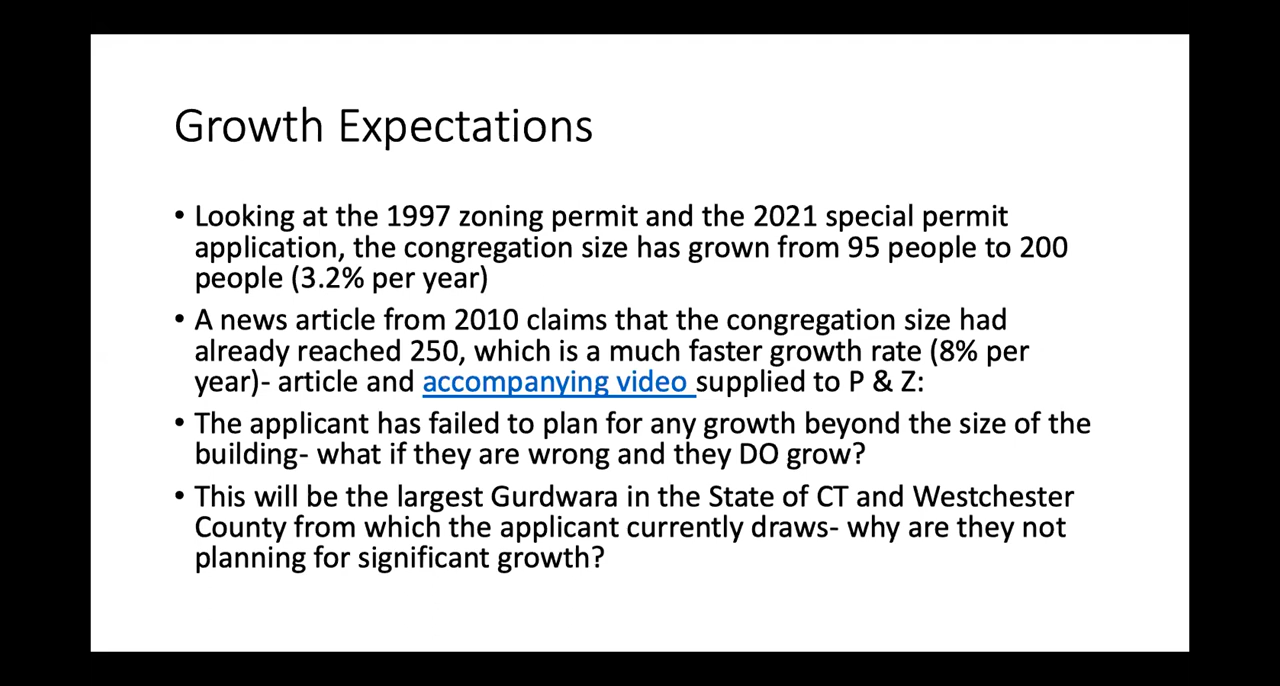 Growth Expectations
• Looking at the 1997 zoning permit and the 2021 special permit
application, the congregation size has grown from 95 people to 200
people (3.2% per year)
• A news article from 2010 claims that the congregation size had
already reached 250, which is a much faster growth rate (8% per
year)- article and accompanying video supplied to P & Z:
• The applicant has failed to plan for any growth beyond the size of the
building- what if they are wrong and they DO grow?
• This will be the largest Gurdwara in the State of CT and Westchester
County from which the applicant currently draws- why are they not
planning for significant growth?